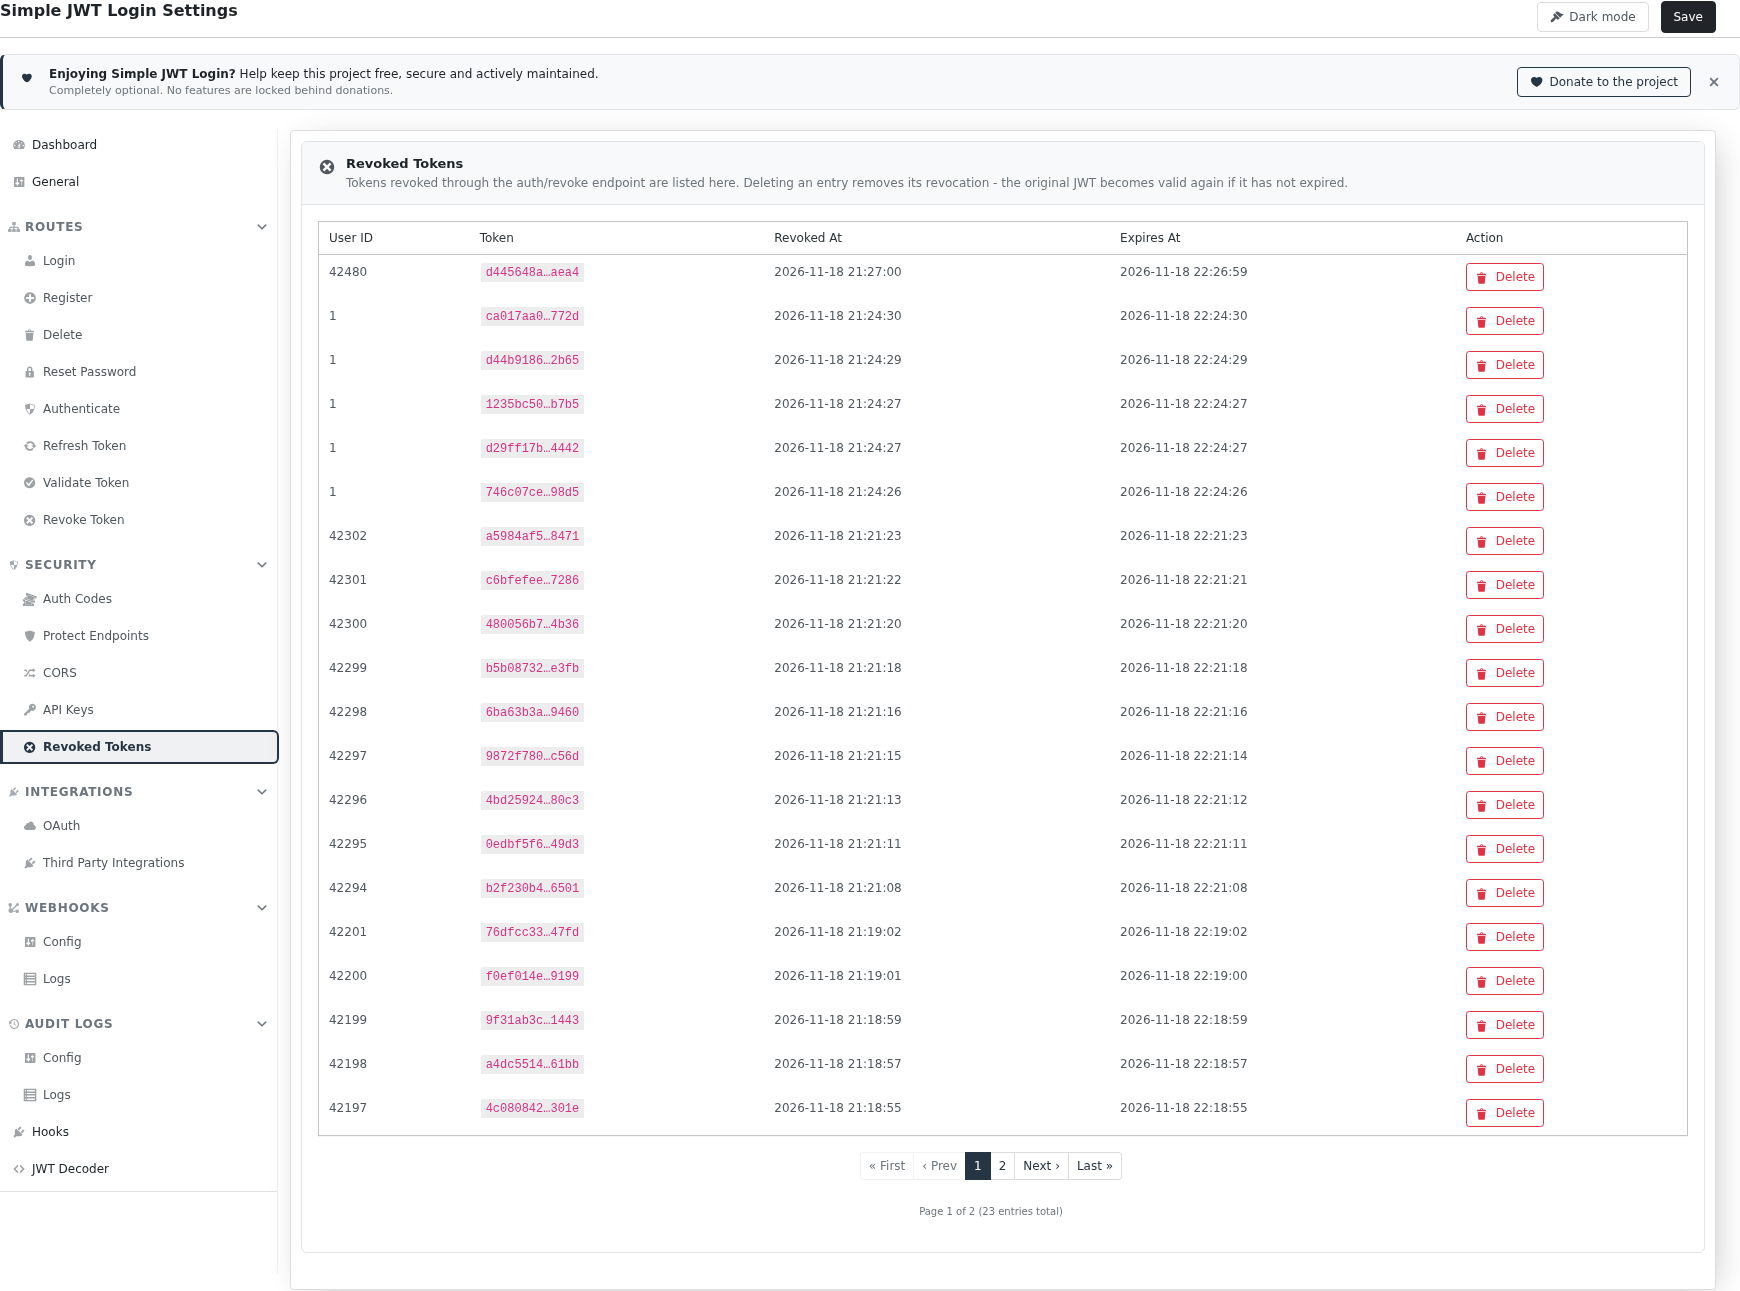 Simple JWT Login Settings
Dark mode
Save
Enjoying Simple JWT Login? Help keep this project free, secure and actively maintained.
Completely optional. No features are locked behind donations.
Donate to the project
×
Dashboard
General
ROUTES
Login
Register
Delete
Reset Password
Authenticate
Refresh Token
Validate Token
Revoke Token
SECURITY
Auth Codes
Protect Endpoints
CORS
API Keys
Revoked Tokens
INTEGRATIONS
OAuth
Third Party Integrations
WEBHOOKS
Config
Logs
AUDIT LOGS
Config
Logs
Hooks
JWT Decoder
Revoked Tokens
Tokens revoked through the auth/revoke endpoint are listed here. Deleting an entry removes its revocation - the original JWT becomes valid again if it has not expired.
User ID Token Revoked At Expires At Action
42480 d445648a…aea4 2026-11-18 21:27:00 2026-11-18 22:26:59 Delete
1 ca017aa0…772d 2026-11-18 21:24:30 2026-11-18 22:24:30 Delete
1 d44b9186…2b65 2026-11-18 21:24:29 2026-11-18 22:24:29 Delete
1 1235bc50…b7b5 2026-11-18 21:24:27 2026-11-18 22:24:27 Delete
1 d29ff17b…4442 2026-11-18 21:24:27 2026-11-18 22:24:27 Delete
1 746c07ce…98d5 2026-11-18 21:24:26 2026-11-18 22:24:26 Delete
42302 a5984af5…8471 2026-11-18 21:21:23 2026-11-18 22:21:23 Delete
42301 c6bfefee…7286 2026-11-18 21:21:22 2026-11-18 22:21:21 Delete
42300 480056b7…4b36 2026-11-18 21:21:20 2026-11-18 22:21:20 Delete
42299 b5b08732…e3fb 2026-11-18 21:21:18 2026-11-18 22:21:18 Delete
42298 6ba63b3a…9460 2026-11-18 21:21:16 2026-11-18 22:21:16 Delete
42297 9872f780…c56d 2026-11-18 21:21:15 2026-11-18 22:21:14 Delete
42296 4bd25924…80c3 2026-11-18 21:21:13 2026-11-18 22:21:12 Delete
42295 0edbf5f6…49d3 2026-11-18 21:21:11 2026-11-18 22:21:11 Delete
42294 b2f230b4…6501 2026-11-18 21:21:08 2026-11-18 22:21:08 Delete
42201 76dfcc33…47fd 2026-11-18 21:19:02 2026-11-18 22:19:02 Delete
42200 f0ef014e…9199 2026-11-18 21:19:01 2026-11-18 22:19:00 Delete
42199 9f31ab3c…1443 2026-11-18 21:18:59 2026-11-18 22:18:59 Delete
42198 a4dc5514…61bb 2026-11-18 21:18:57 2026-11-18 22:18:57 Delete
42197 4c080842…301e 2026-11-18 21:18:55 2026-11-18 22:18:55 Delete
« First ‹ Prev 1 2 Next › Last »
Page 1 of 2 (23 entries total)